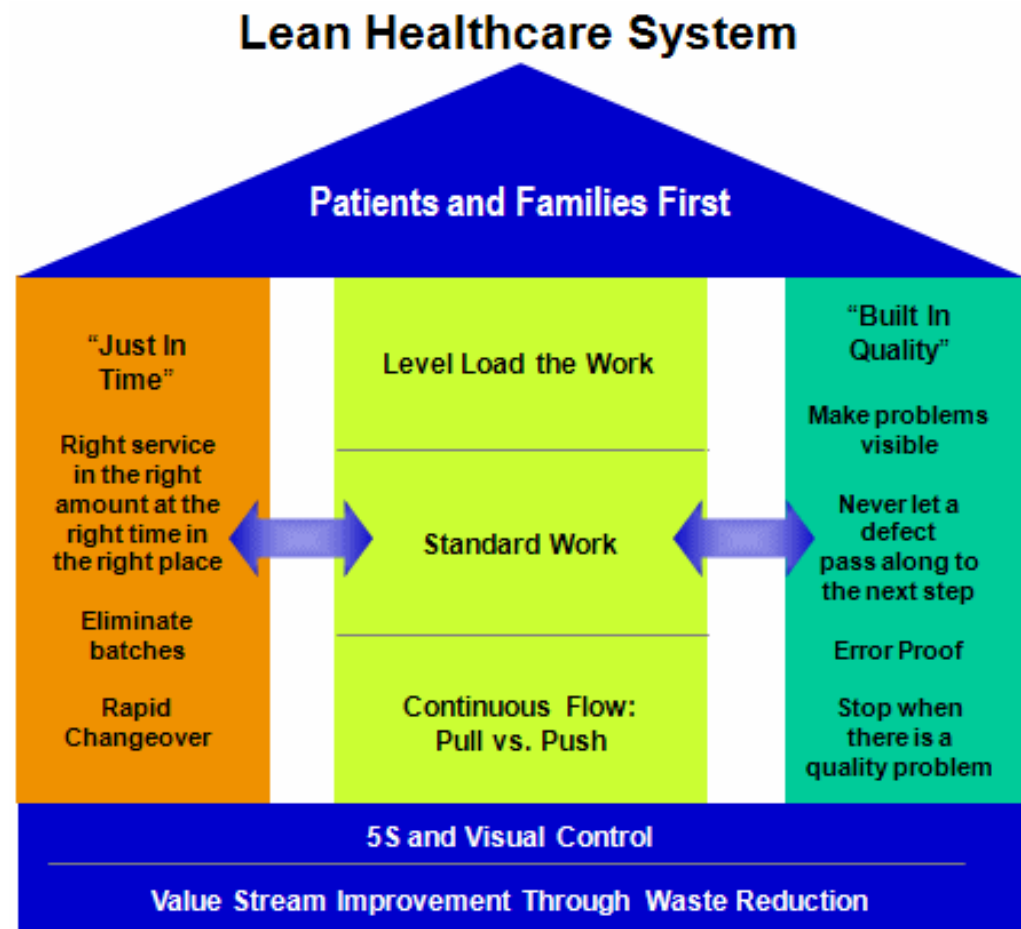 Lean Healthcare System
Patients and Families First
“Just In
Time”
Right service
in the right
amount at the
right time in
the right place
Eliminate
batches
Rapid
Changeover
Level Load the Work
Standard Work
Continuous Flow:
Pull vs. Push
“Built In
Quality”
Make problems
visible
Never let a
defect
pass along to
the next step
Error Proof
Stop when
there is a
quality problem
5S and Visual Control
Value Stream Improvement Through Waste Reduction